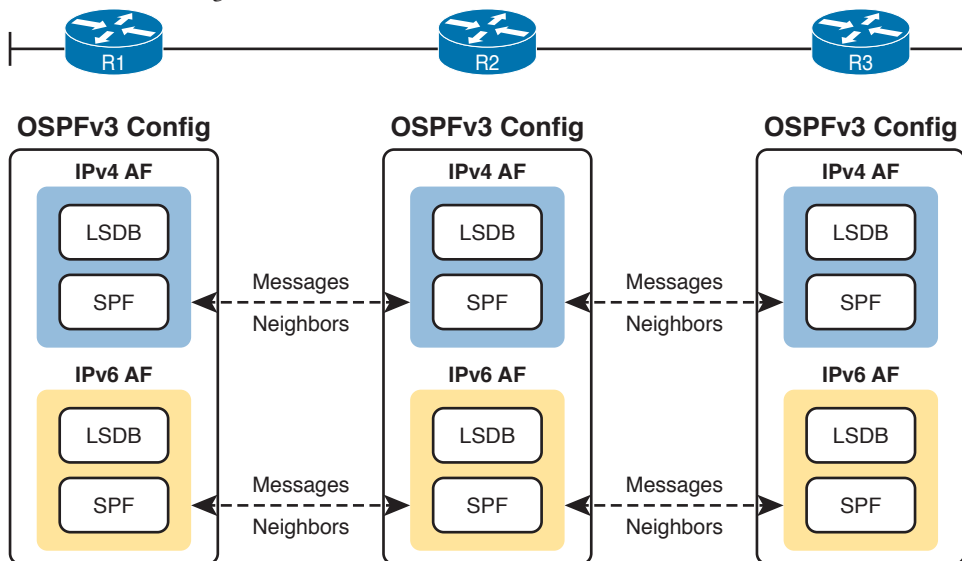 R1 R2 R3
OSPFv3 Config OSPFv3 Config OSPFv3 Config
IPv4 AF IPv4 AF IPv4 AF
LSDB LSDB LSDB
Messages Messages
SPF SPF SPF
Neighbors Neighbors
IPv6 AF IPv6 AF IPv6 AF
LSDB LSDB LSDB
Messages Messages
SPF SPF SPF
Neighbors Neighbors